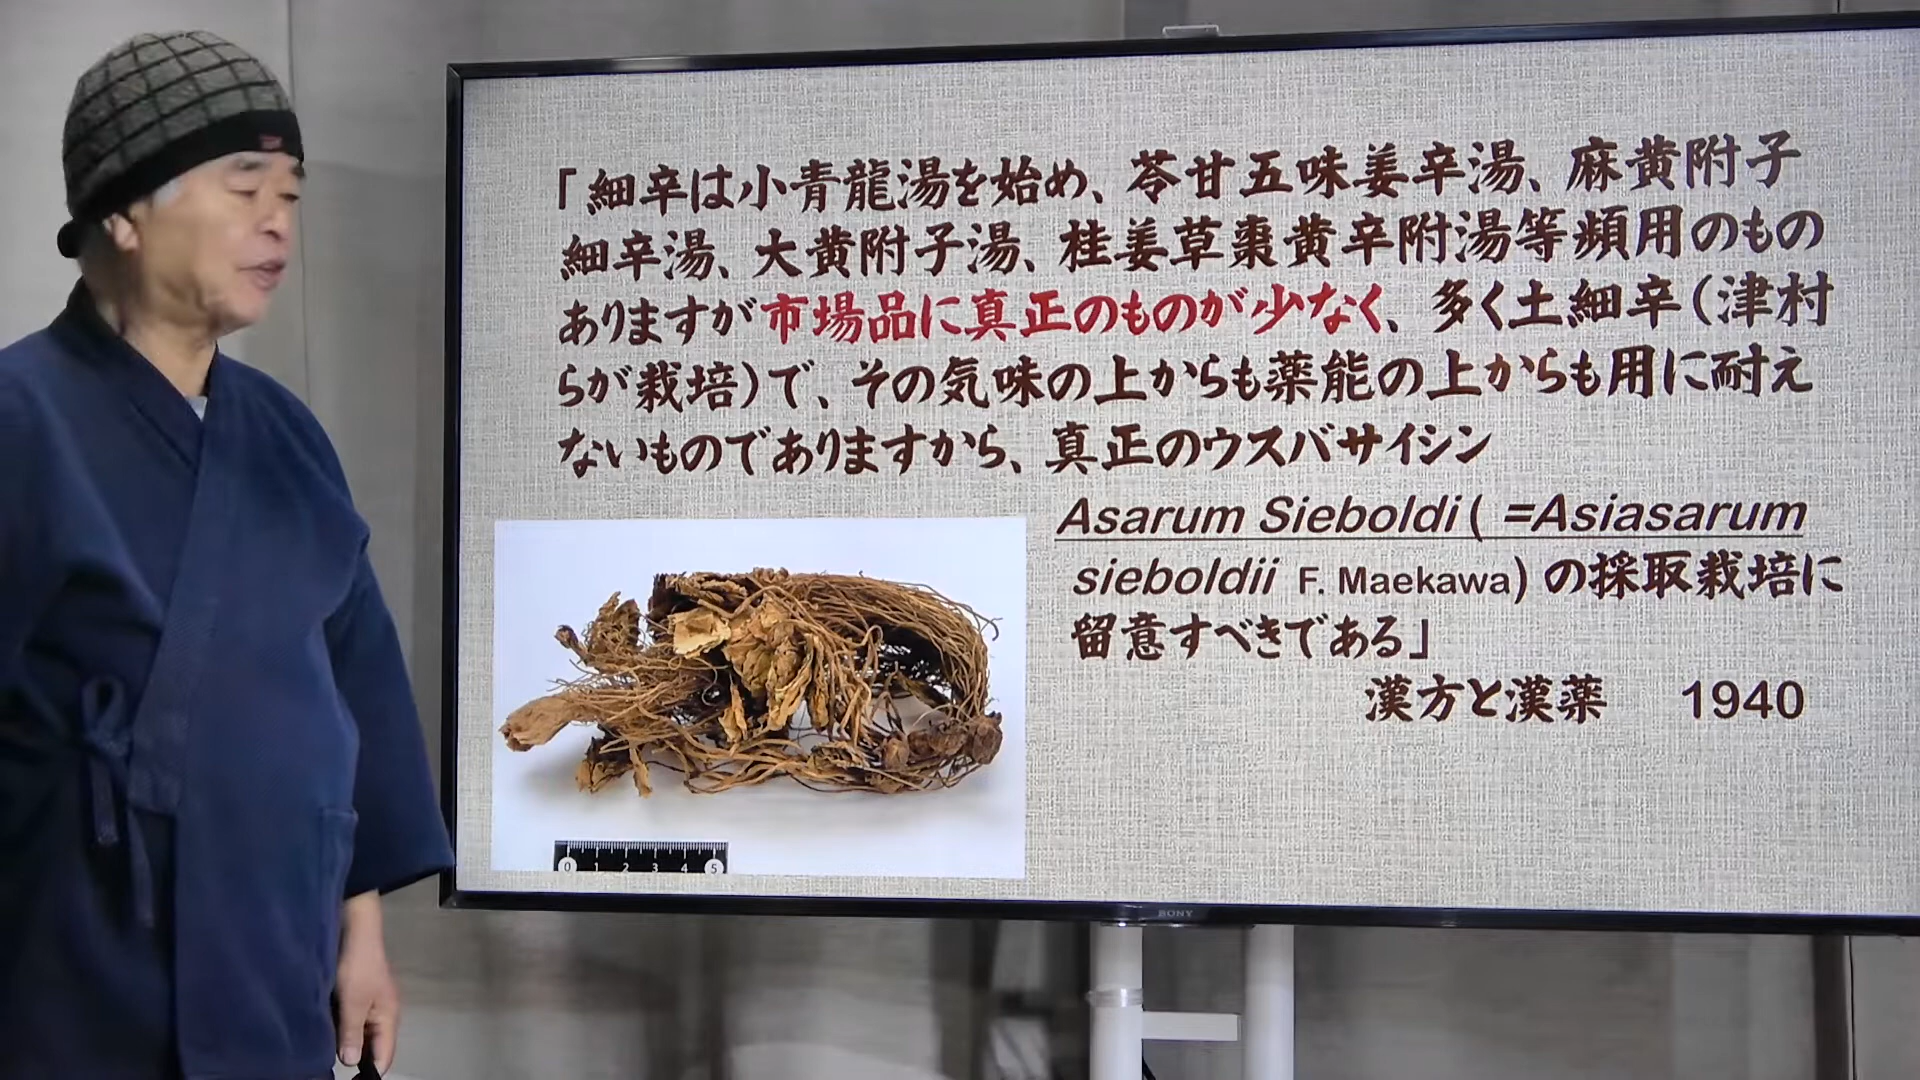 「細辛は小青龍湯を始め、苓甘五味姜辛湯、麻黄附子
細辛湯、大黄附子湯、桂姜草棗黄辛附湯等頻用のもの
ありますが市場品に真正のものが少なく、多く土細辛(津村
らが栽培)で、その気味の上からも薬能の上からも用に耐え
ないものでありますから、真正のウスバサイシン
Asarum Sieboldi ( =Asiasarum
sieboldii F. Maekawa) の採取栽培に
留意すべきである」
漢方と漢薬 1940
0 1 2 3 4 5
SONY